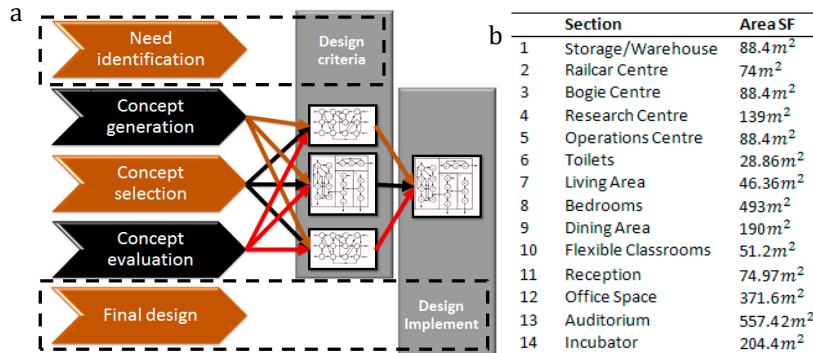 a
Need
identification
Design
criteria
Concept
generation
Concept
selection
Concept
evaluation
Final design
Design
Implement
b
Section Area SF
1 Storage/Warehouse 88.4m²
2 Railcar Centre 74m²
3 Bogie Centre 88.4m²
4 Research Centre 139m²
5 Operations Centre 88.4m²
6 Toilets 28.86m²
7 Living Area 46.36m²
8 Bedrooms 493m²
9 Dining Area 190m²
10 Flexible Classrooms 51.2m²
11 Reception 74.97m²
12 Office Space 371.6m²
13 Auditorium 557.42m²
14 Incubator 204.4m²